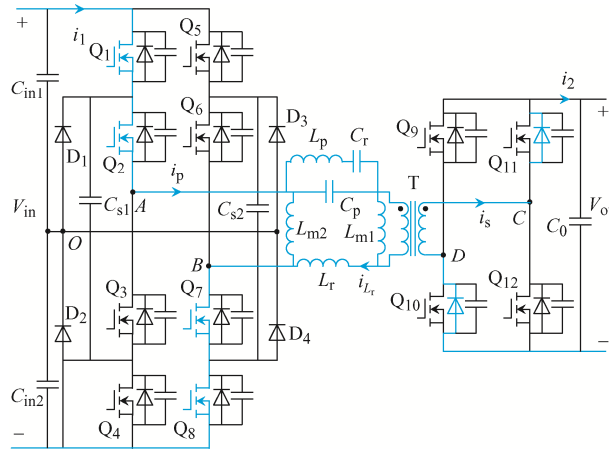 + i1 Q1 Q5
Cin1 Q2 Q6 D1 D3
Cs1 Cs2
Vin A ip Lp Cr Cp
O Lm2 Lm1 T
B Lr iLr
Q3 Q7
D2 D4
Cin2 Q4 Q8
−
i2 +
Q9 Q11
is C Vo
D C0
Q10 Q12
−